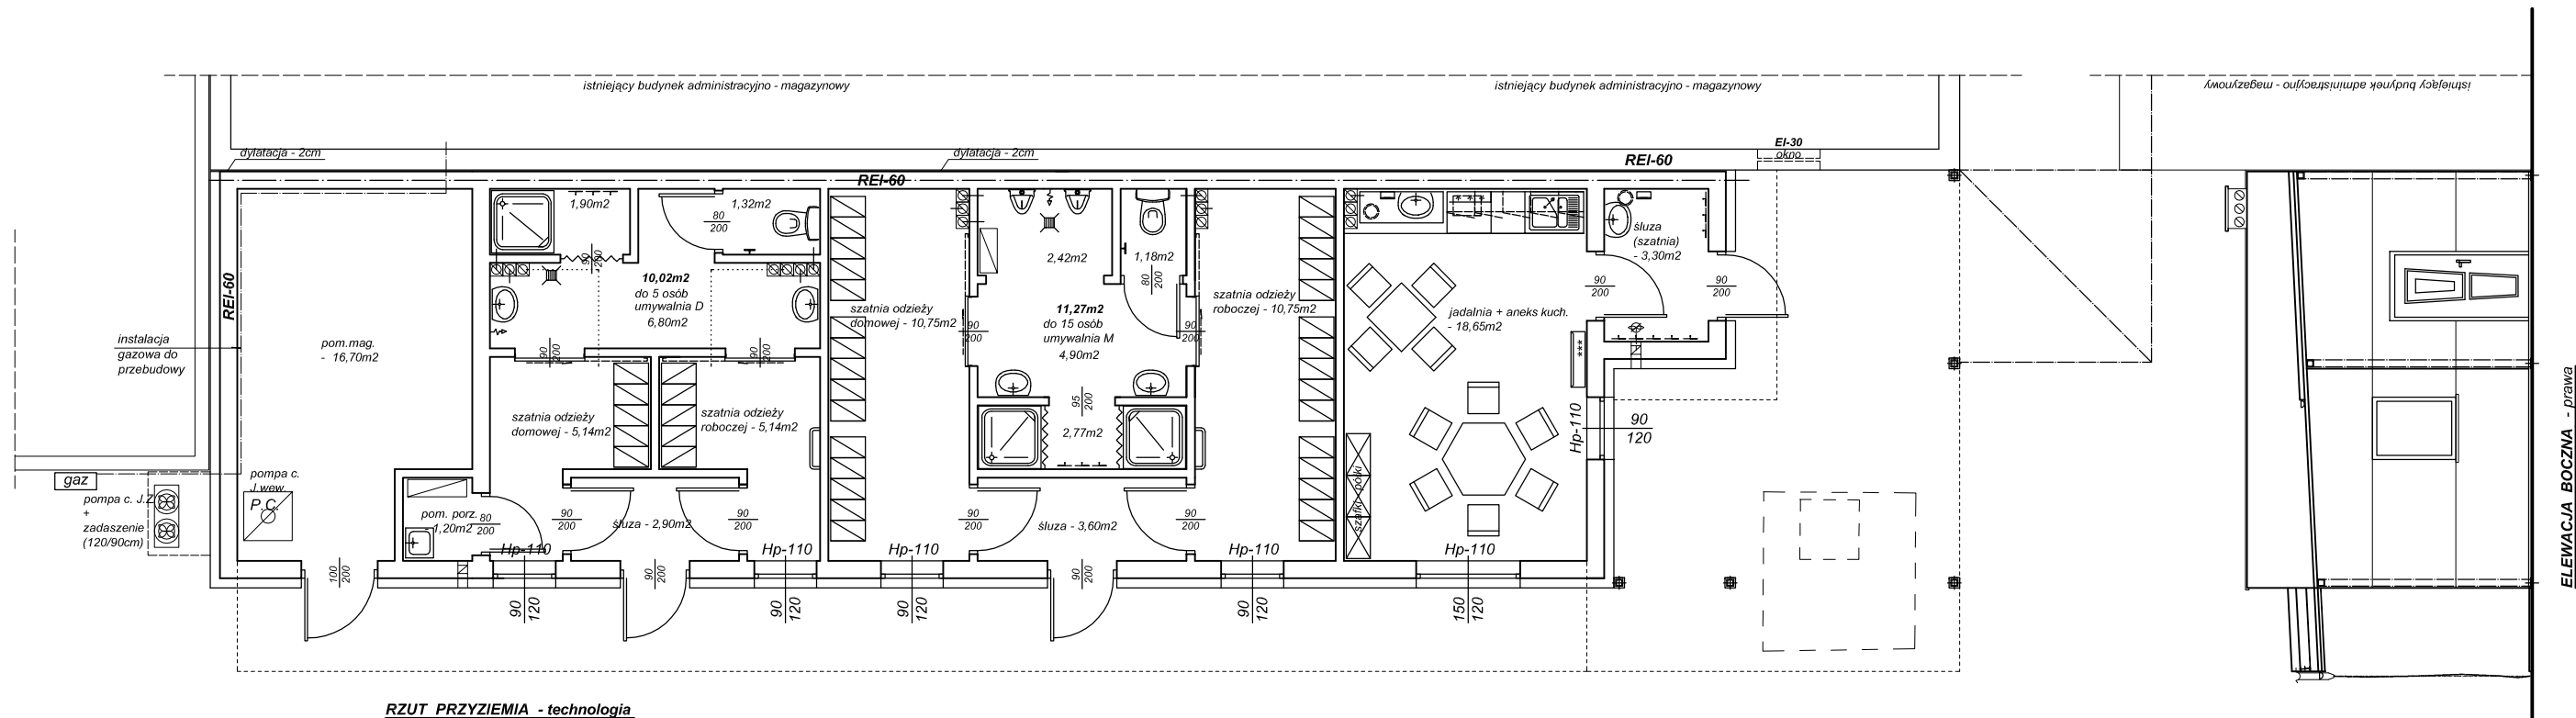 istniejący budynek administracyjno - magazynowy
istniejący budynek administracyjno - magazynowy
istniejący budynek administracyjno - magazynowy
dylatacja - 2cm
dylatacja - 2cm
EI-30
okno
REI-60
REI-60
REI-60
1,90m2
80
200
1,32m2
90
200
10,02m2
do 5 osób
umywalnia D
6,80m2
90
200
90
200
instalacja
gazowa do
przebudowy
pom.mag.
- 16,70m2
szatnia odzieży
domowej - 5,14m2
szatnia odzieży
roboczej - 5,14m2
szatnia odzieży
domowej - 10,75m2
90
200
2,42m2
1,18m2
80
200
11,27m2
do 15 osób
umywalnia M
4,90m2
90
200
95
200
2,77m2
szatnia odzieży
roboczej - 10,75m2
jadalnia + aneks kuch.
- 18,65m2
śluza
(szatnia)
- 3,30m2
90
200
90
200
***
Hp-110
90
120
szafki - półki
gaz
pompa c. J.Z
+
zadaszenie
(120/90cm)
pompa c.
J.wew.
P.C.
pom. porz.
- 1,20m2
80
200
90
200
śluza - 2,90m2
90
200
90
200
śluza - 3,60m2
90
200
Hp-110
Hp-110
Hp-110
Hp-110
Hp-110
100
200
90
200
90
200
90
120
90
120
90
120
90
120
150
120
ELEWACJA BOCZNA - prawa
RZUT PRZYZIEMIA - technologia